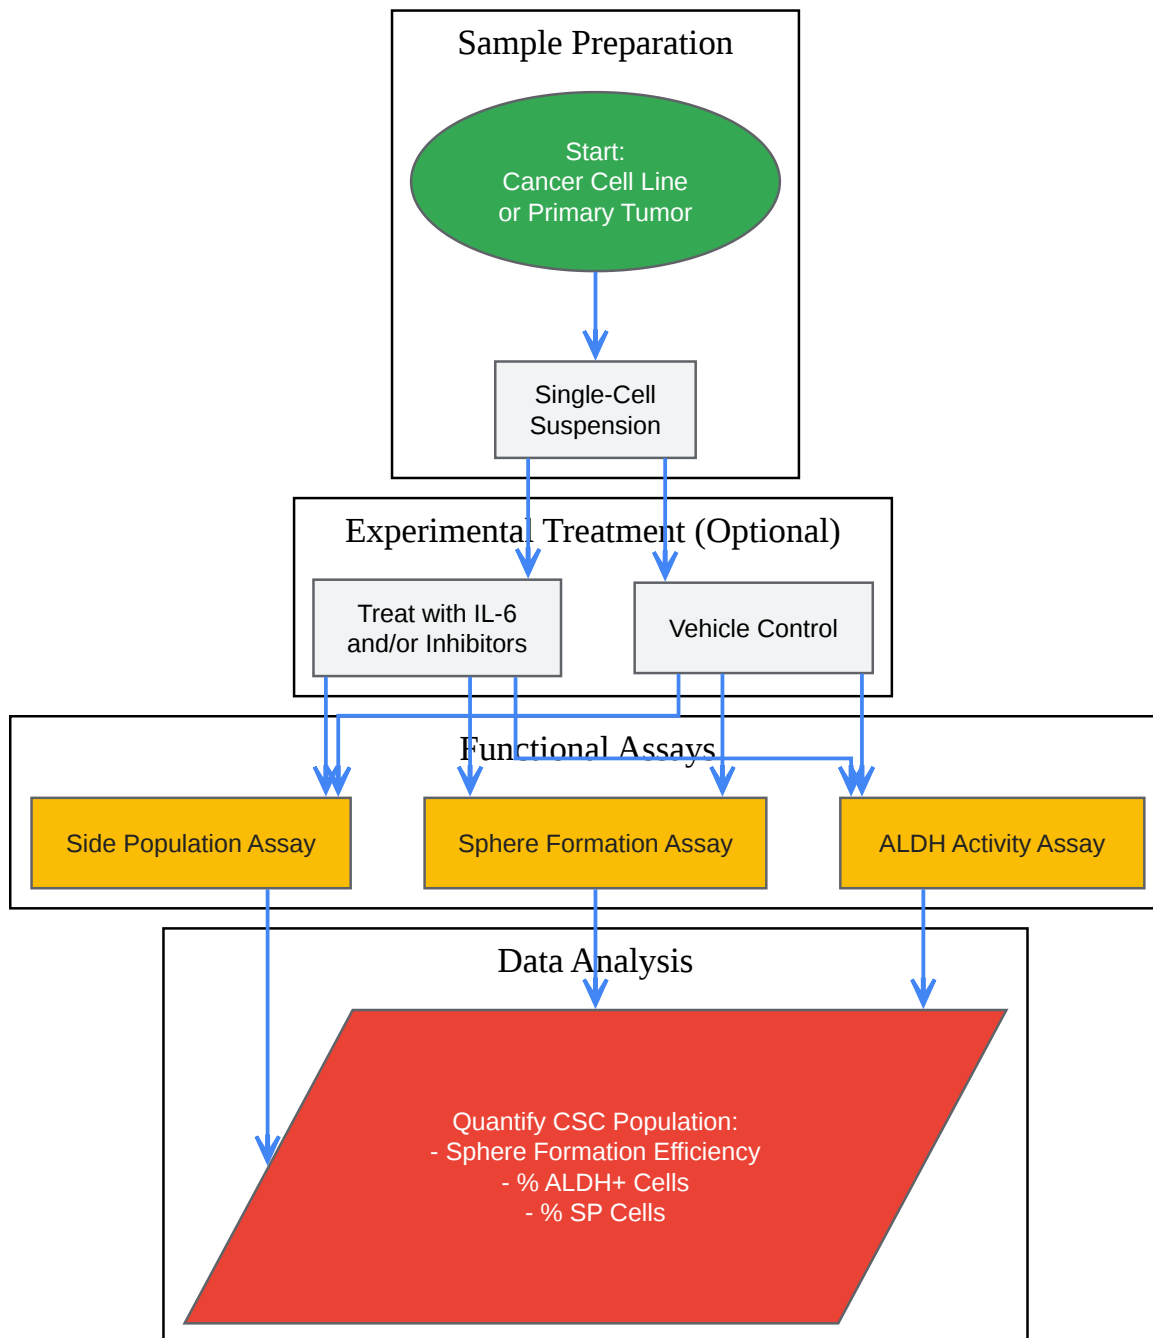 Sample Preparation
Start:
Cancer Cell Line
or Primary Tumor
Single-Cell
Suspension
Experimental Treatment (Optional)
Treat with IL-6
and/or Inhibitors
Vehicle Control
Functional Assays
Side Population Assay
Sphere Formation Assay
ALDH Activity Assay
Data Analysis
Quantify CSC Population:
- Sphere Formation Efficiency
- % ALDH+ Cells
- % SP Cells